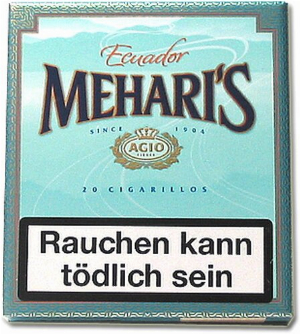 Ecuador
MEHARI'S
SINCE 1904
AGIO
20 CIGARILLOS
Rauchen kann
tödlich sein